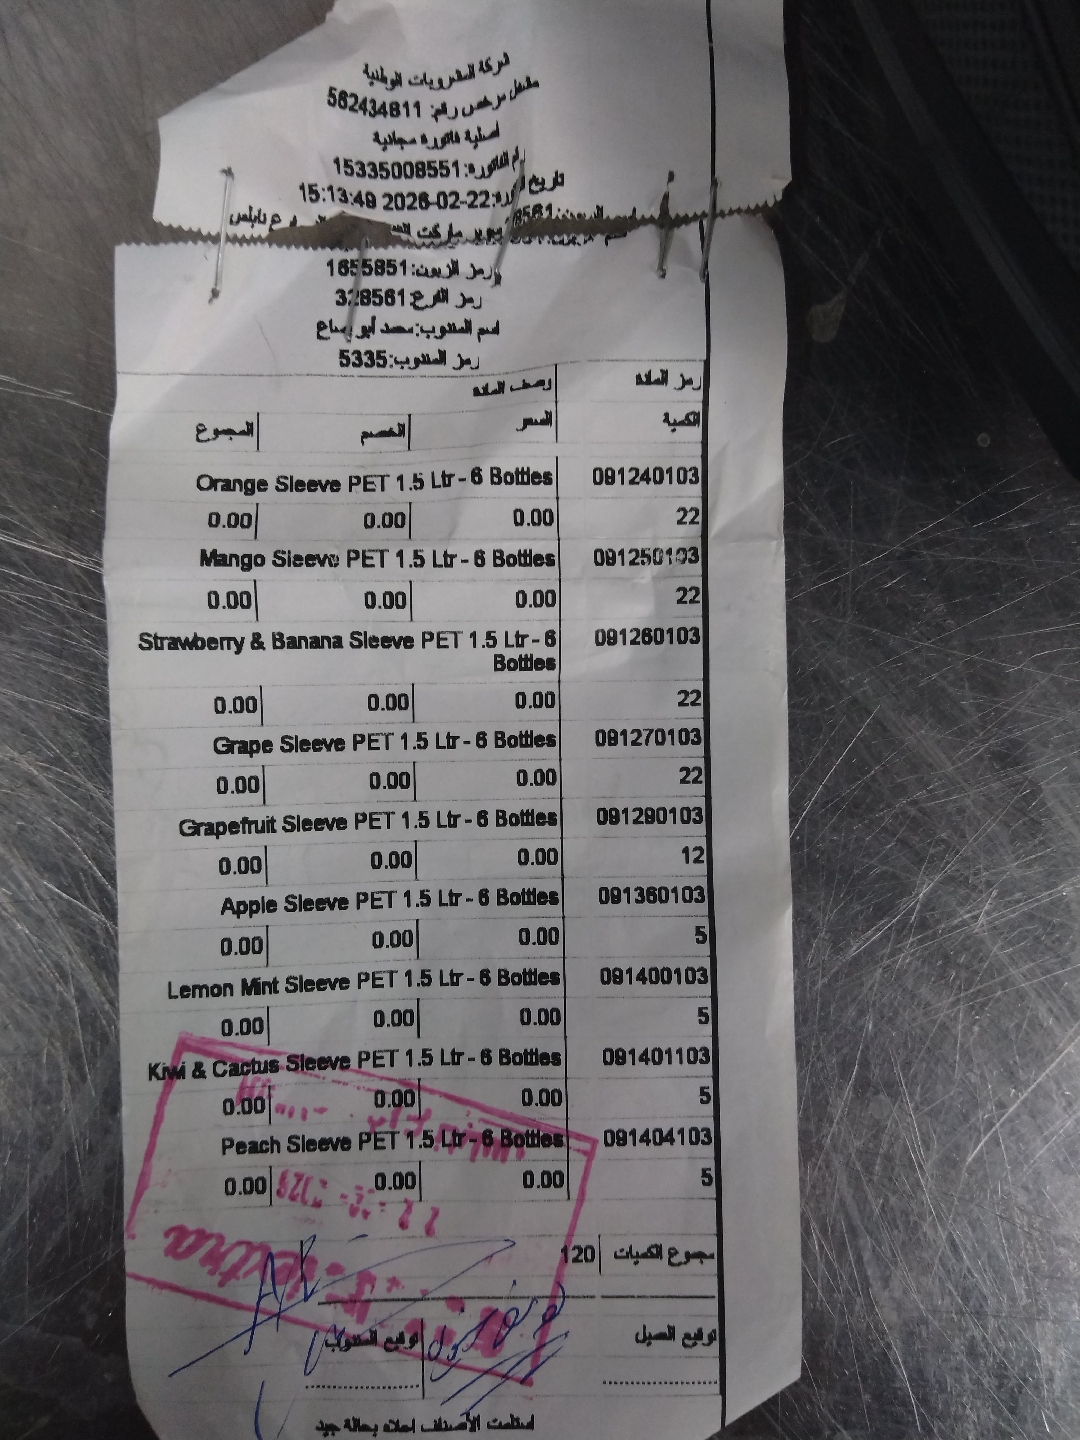 شركة المشروبات الوطنية
مشتغل مرخص رقم: 562434811
أصلية فاتورة مجانية
رقم الفاتورة: 15335008551
تاريخ 2026-02-22 15:13:49
سوبر ماركت
رمز الزبون: 1655851
رمز الفرع: 328561
اسم المندوب: محمد أبو
رمز المندوب: 5335
رمز الماده وصف الماده
الكمية السعر الخصم المجموع
091240103 Orange Sleeve PET 1.5 Ltr - 6 Bottles
22 0.00 0.00 0.00
091250103 Mango Sleeve PET 1.5 Ltr - 6 Bottles
22 0.00 0.00 0.00
091260103 Strawberry & Banana Sleeve PET 1.5 Ltr - 6
Bottles
22 0.00 0.00 0.00
091270103 Grape Sleeve PET 1.5 Ltr - 6 Bottles
22 0.00 0.00 0.00
091290103 Grapefruit Sleeve PET 1.5 Ltr - 6 Bottles
12 0.00 0.00 0.00
091360103 Apple Sleeve PET 1.5 Ltr - 6 Bottles
5 0.00 0.00 0.00
091400103 Lemon Mint Sleeve PET 1.5 Ltr - 6 Bottles
5 0.00 0.00 0.00
091401103 Kiwi & Cactus Sleeve PET 1.5 Ltr - 6 Bottles
5 0.00 0.00 0.00
091404103 Peach Sleeve PET 1.5 Ltr - 6 Bottles
5 0.00 0.00 0.00
مجموع الكميات 120
توقيع العميل توقيع المندوب
استلمت الأصناف اعلاه بحالة جيد